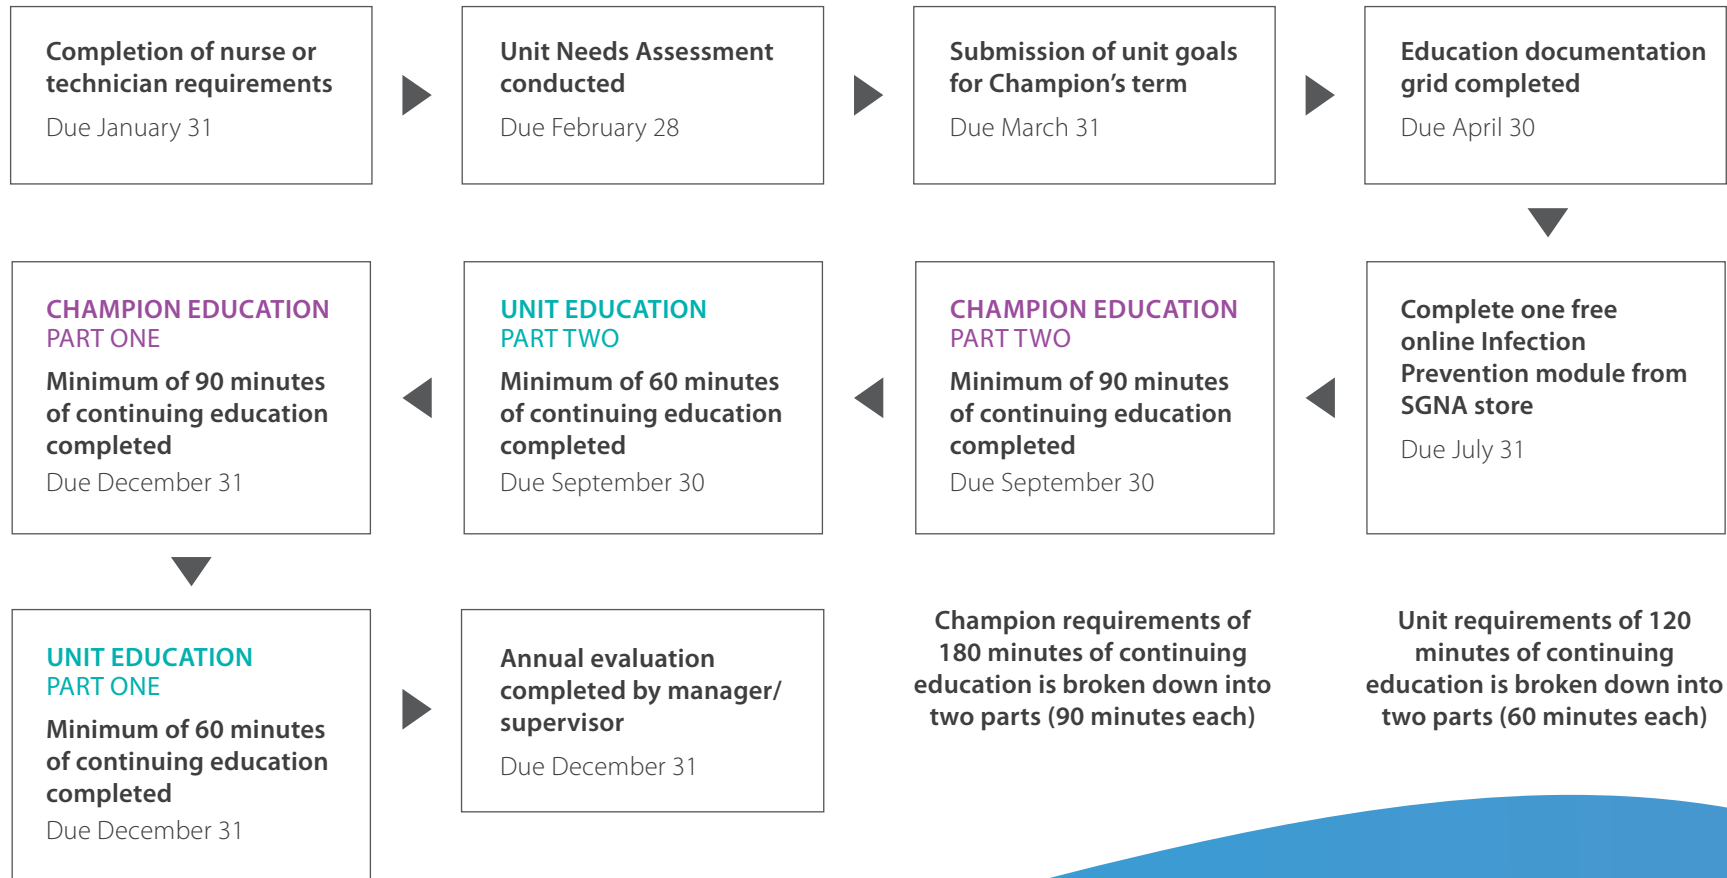 Completion of nurse or
technician requirements
Due January 31
Unit Needs Assessment
conducted
Due February 28
Submission of unit goals
for Champion’s term
Due March 31
Education documentation
grid completed
Due April 30
CHAMPION EDUCATION
PART ONE
Minimum of 90 minutes
of continuing education
completed
Due December 31
UNIT EDUCATION
PART TWO
Minimum of 60 minutes
of continuing education
completed
Due September 30
CHAMPION EDUCATION
PART TWO
Minimum of 90 minutes
of continuing education
completed
Due September 30
Complete one free
online Infection
Prevention module from
SGNA store
Due July 31
UNIT EDUCATION
PART ONE
Minimum of 60 minutes
of continuing education
completed
Due December 31
Annual evaluation
completed by manager/
supervisor
Due December 31
Champion requirements of
180 minutes of continuing
education is broken down into
two parts (90 minutes each)
Unit requirements of 120
minutes of continuing
education is broken down into
two parts (60 minutes each)